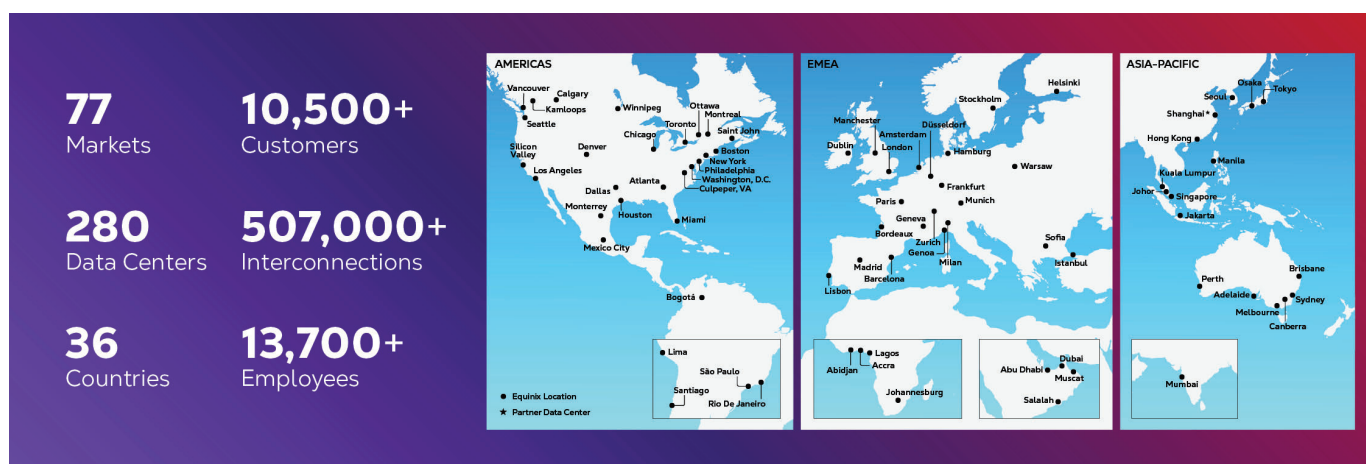 77
Markets
10,500+
Customers
280
Data Centers
507,000+
Interconnections
36
Countries
13,700+
Employees
AMERICAS
Vancouver
Calgary
Kamloops
Seattle
Winnipeg
Ottawa
Montreal
Toronto
Saint John
Chicago
Silicon
Valley
Denver
Boston
New York
Philadelphia
Washington, D.C.
Culpeper, VA
Los Angeles
Atlanta
Dallas
Monterrey
Houston
Miami
Mexico City
Bogotá
Lima
São Paulo
Santiago
Rio De Janeiro
Equinix Location
★ Partner Data Center
EMEA
Helsinki
Stockholm
Manchester
Düsseldorf
Amsterdam
London
Dublin
Hamburg
Warsaw
Frankfurt
Paris
Munich
Geneva
Bordeaux
Zurich
Genoa
Milan
Sofia
Istanbul
Madrid
Barcelona
Lisbon
Lagos
Accra
Abidjan
Johannesburg
Dubai
Abu Dhabi
Muscat
Salalah
ASIA-PACIFIC
Osaka
Tokyo
Seoul
Shanghai★
Hong Kong
Manila
Kuala Lumpur
Johor
Singapore
Jakarta
Brisbane
Perth
Adelaide
Sydney
Melbourne
Canberra
Mumbai